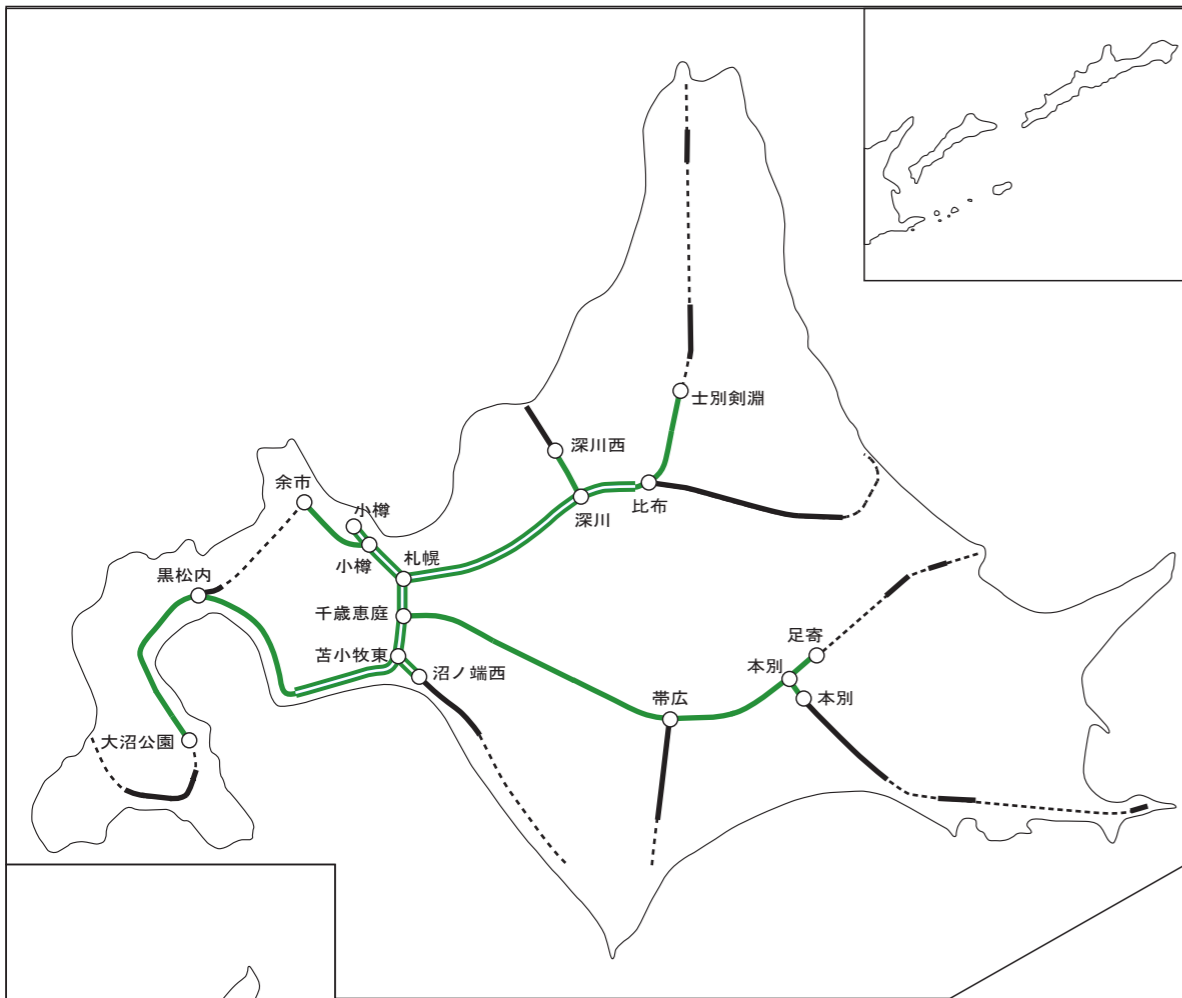 士別剣淵
深川西
余市
比布
小樽
深川
小樽
札幌
黒松内
千歳恵庭
足寄
苫小牧東
本別
沼ノ端西
帯広
本別
大沼公園